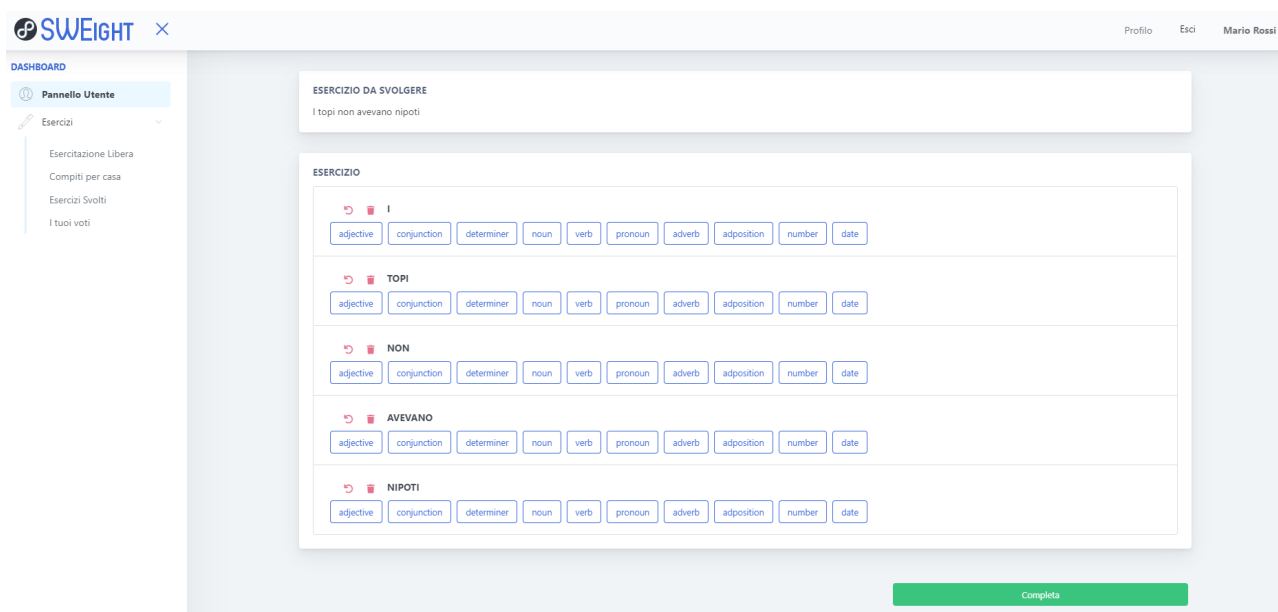 SWEIGHT
Profilo Esci Mario Rossi
DASHBOARD
Pannello Utente
Esercizi
Esercitazione Libera
Compiti per casa
Esercizi Svolti
I tuoi voti
ESERCIZIO DA SVOLGERE
I topi non avevano nipoti
ESERCIZIO
I
adjective conjunction determiner noun verb pronoun adverb adposition number date
TOPI
adjective conjunction determiner noun verb pronoun adverb adposition number date
NON
adjective conjunction determiner noun verb pronoun adverb adposition number date
AVEVANO
adjective conjunction determiner noun verb pronoun adverb adposition number date
NIPOTI
adjective conjunction determiner noun verb pronoun adverb adposition number date
Completa